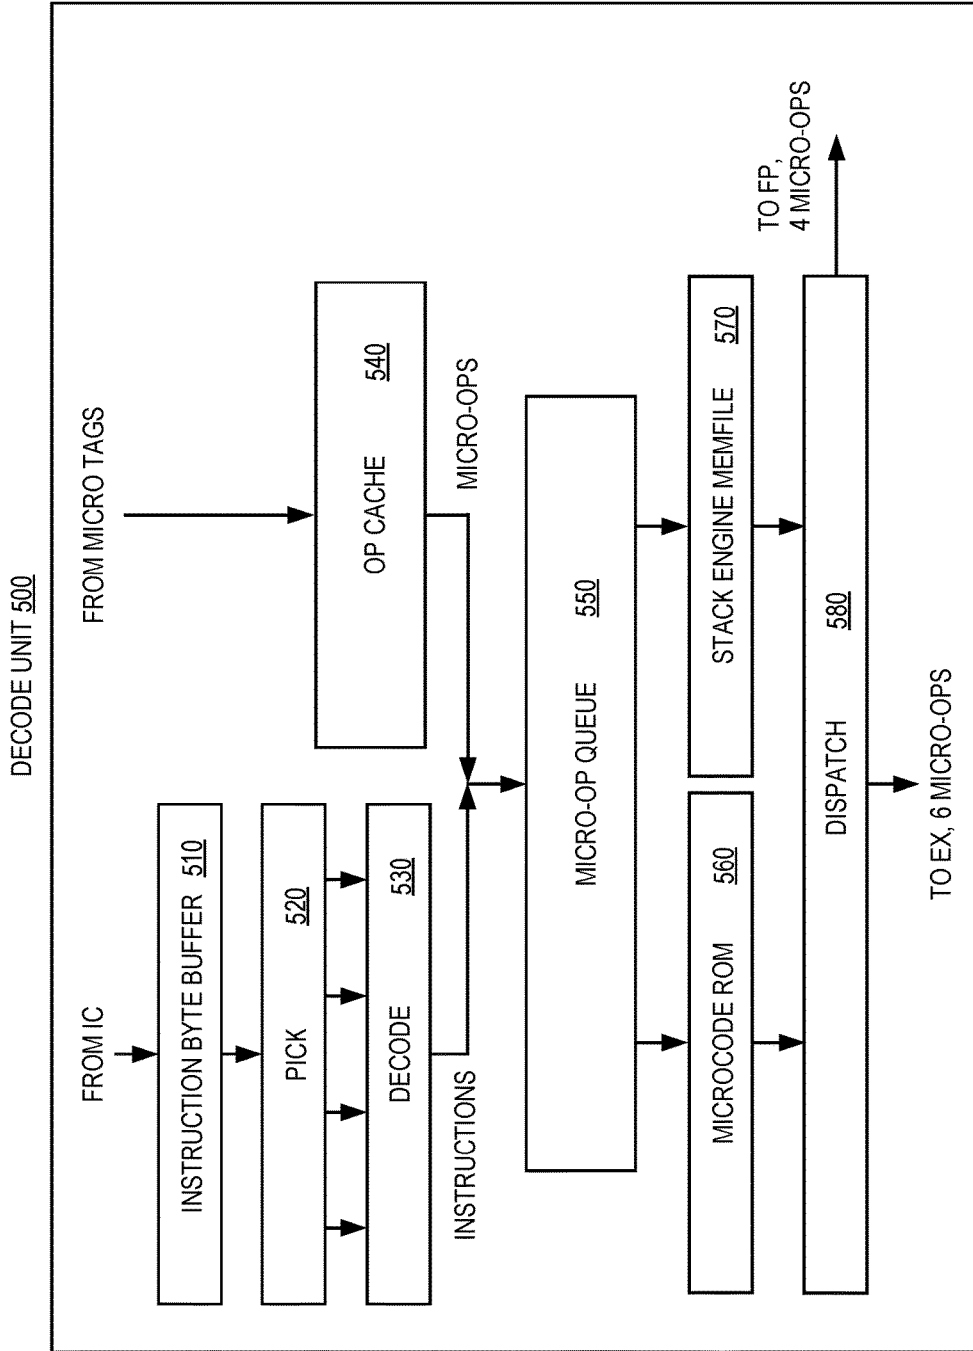 DECODE UNIT 500
FROM IC
FROM MICRO TAGS
INSTRUCTION BYTE BUFFER 510
PICK 520
DECODE 530
OP CACHE 540
INSTRUCTIONS
MICRO-OPS
MICRO-OP QUEUE 550
MICROCODE ROM 560
STACK ENGINE MEMFILE 570
DISPATCH 580
TO FP,
4 MICRO-OPS
TO EX, 6 MICRO-OPS